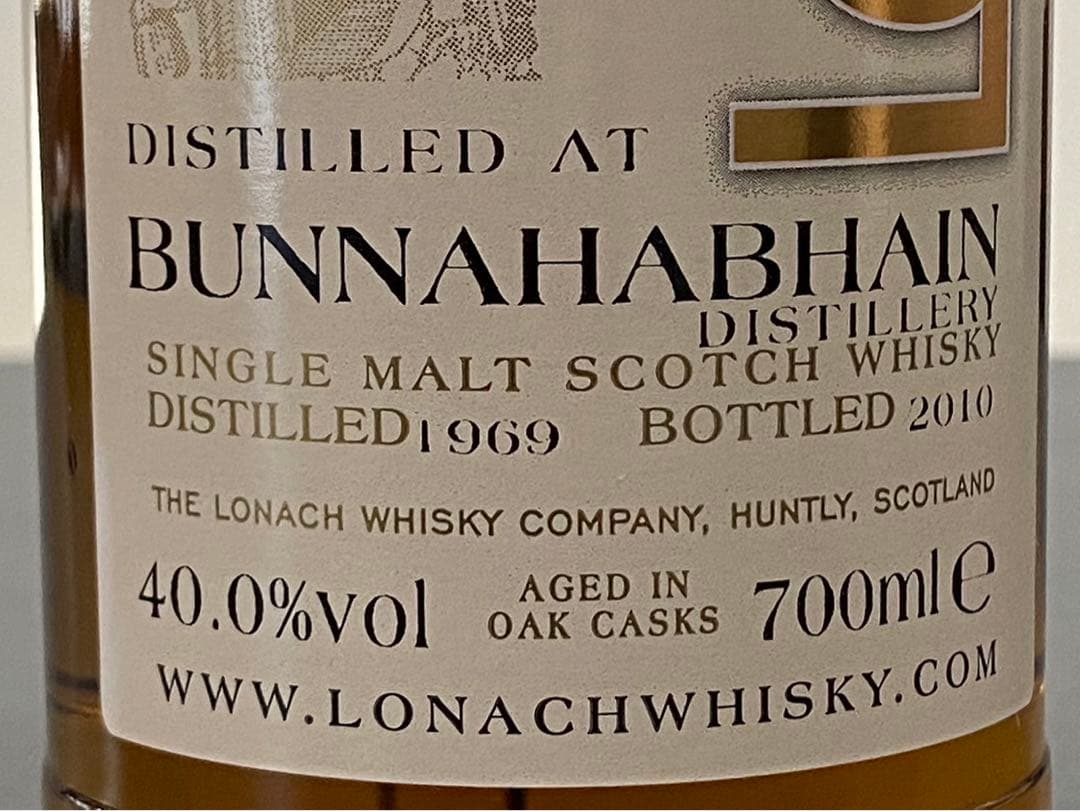 DISTILLED AT
BUNNAHABHAIN
DISTILLERY
SINGLE MALT SCOTCH WHISKY
DISTILLED 1969 BOTTLED 2010
THE LONACH WHISKY COMPANY, HUNTLY, SCOTLAND
40.0%vol AGED IN OAK CASKS 700ml e
WWW.LONACHWHISKY.COM